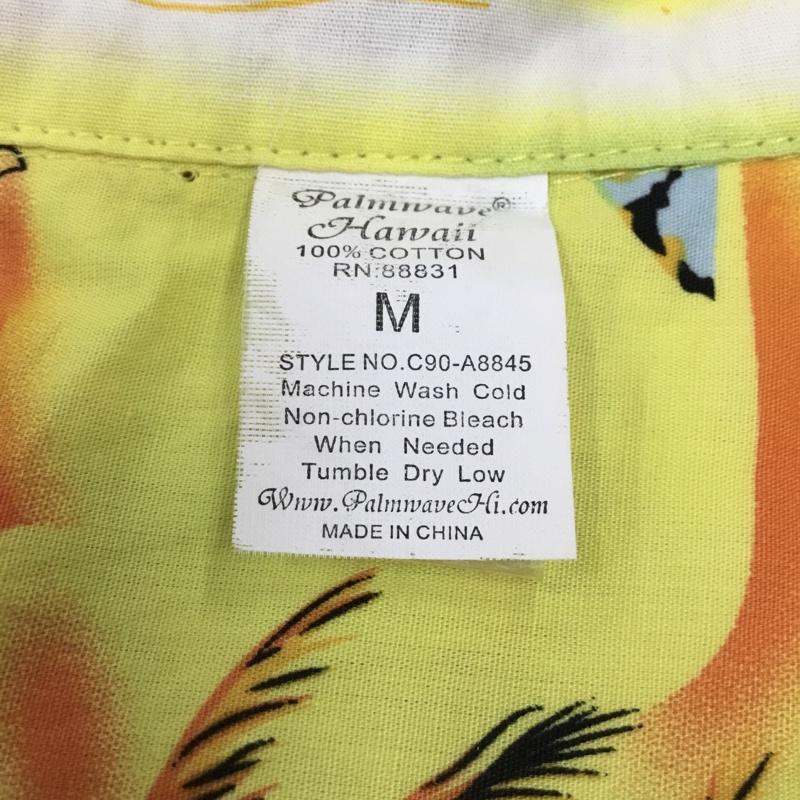 Palmwave®
Hawaii
100% COTTON
RN:88831
M
STYLE NO.C90-A8845
Machine Wash Cold
Non-chlorine Bleach
When Needed
Tumble Dry Low
Www.PalmwaveHi.com
MADE IN CHINA